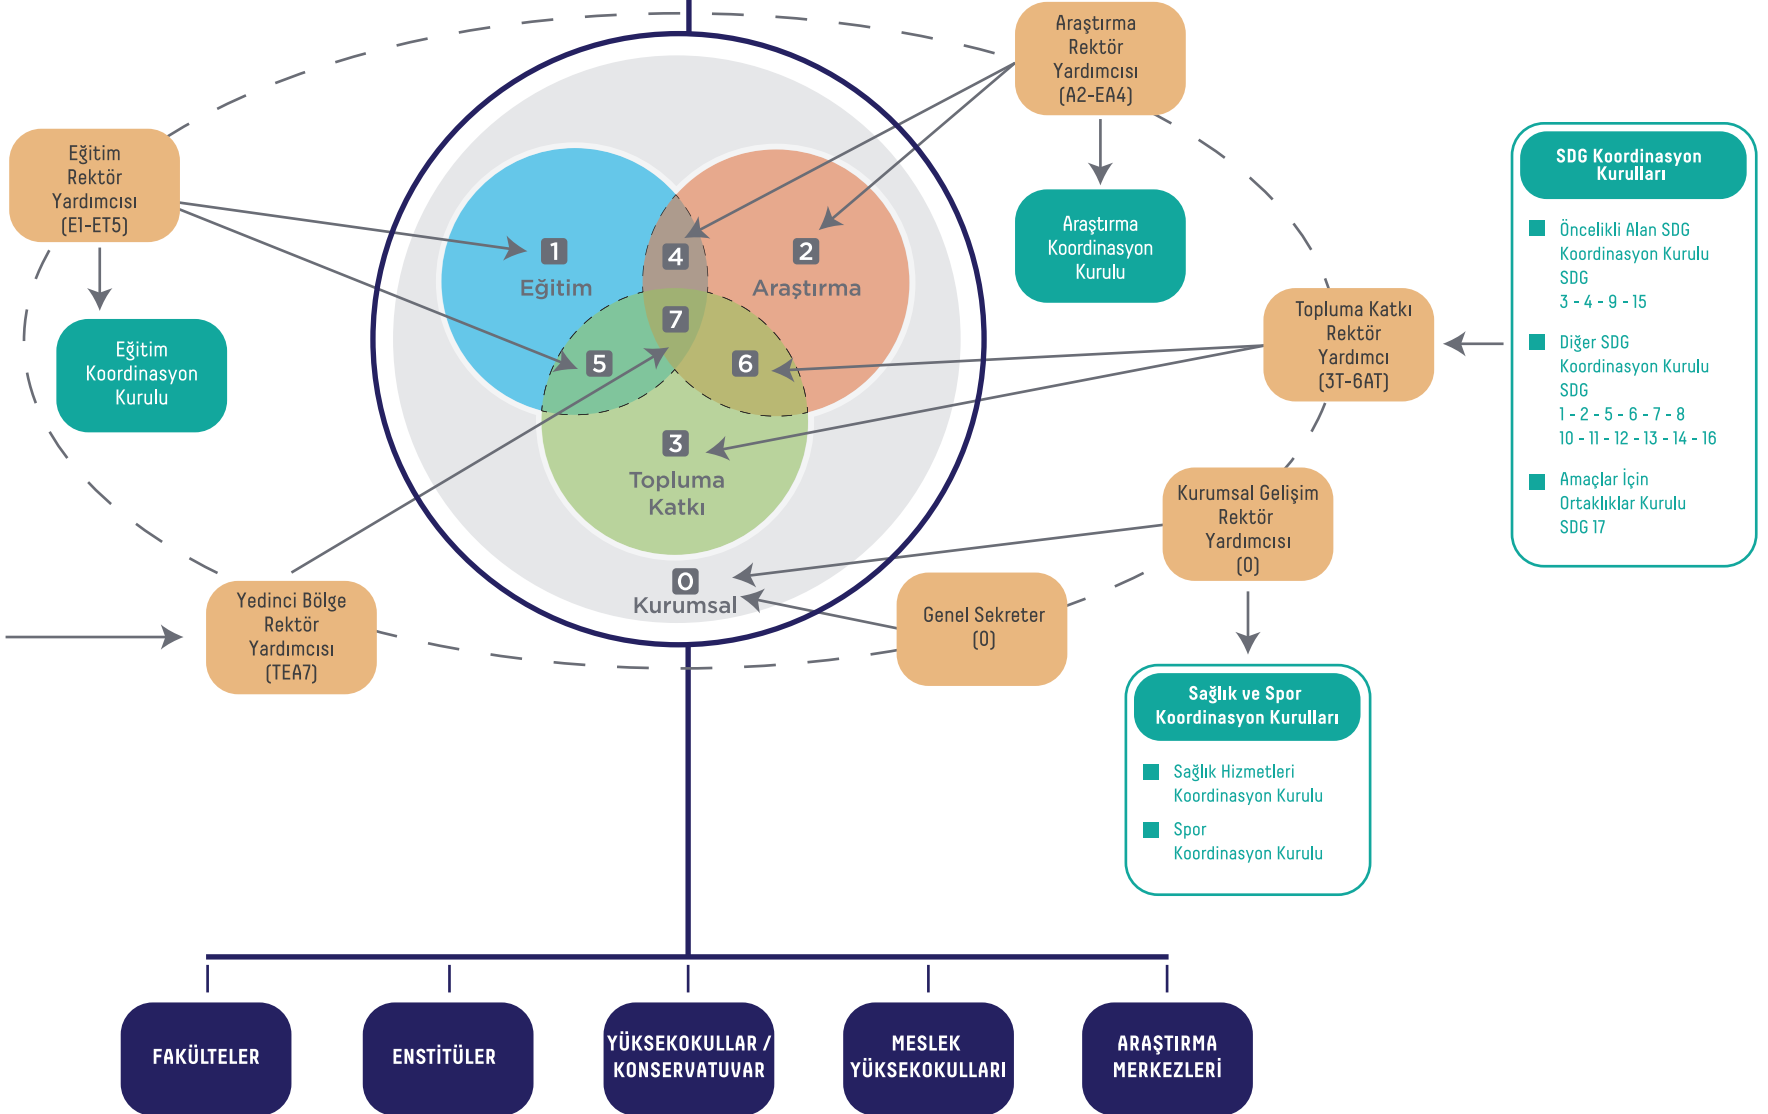 Araştırma
Rektör
Yardımcısı
(A2-EA4)
Eğitim
Rektör
Yardımcısı
(E1-ET5)
SDG Koordinasyon
Kurulları
Öncelikli Alan SDG
Koordinasyon Kurulu
SDG
3 - 4 - 9 - 15
Diğer SDG
Koordinasyon Kurulu
SDG
1 - 2 - 5 - 6 - 7 - 8
10 - 11 - 12 - 13 - 14 - 16
Amaçlar İçin
Ortaklıklar Kurulu
SDG 17
Araştırma
Koordinasyon
Kurulu
1
Eğitim
4
2
Araştırma
7
5
6
3
Topluma
Katkı
0
Kurumsal
Topluma Katkı
Rektör
Yardımcı
(3T-6AT)
Eğitim
Koordinasyon
Kurulu
Kurumsal Gelişim
Rektör
Yardımcısı
(0)
Yedinci Bölge
Rektör
Yardımcısı
(TEA7)
Genel Sekreter
(0)
Sağlık ve Spor
Koordinasyon Kurulları
Sağlık Hizmetleri
Koordinasyon Kurulu
Spor
Koordinasyon Kurulu
FAKÜLTELER
ENSTİTÜLER
YÜKSEKOKULLAR /
KONSERVATUVAR
MESLEK
YÜKSEKOKULLARI
ARAŞTIRMA
MERKEZLERİ